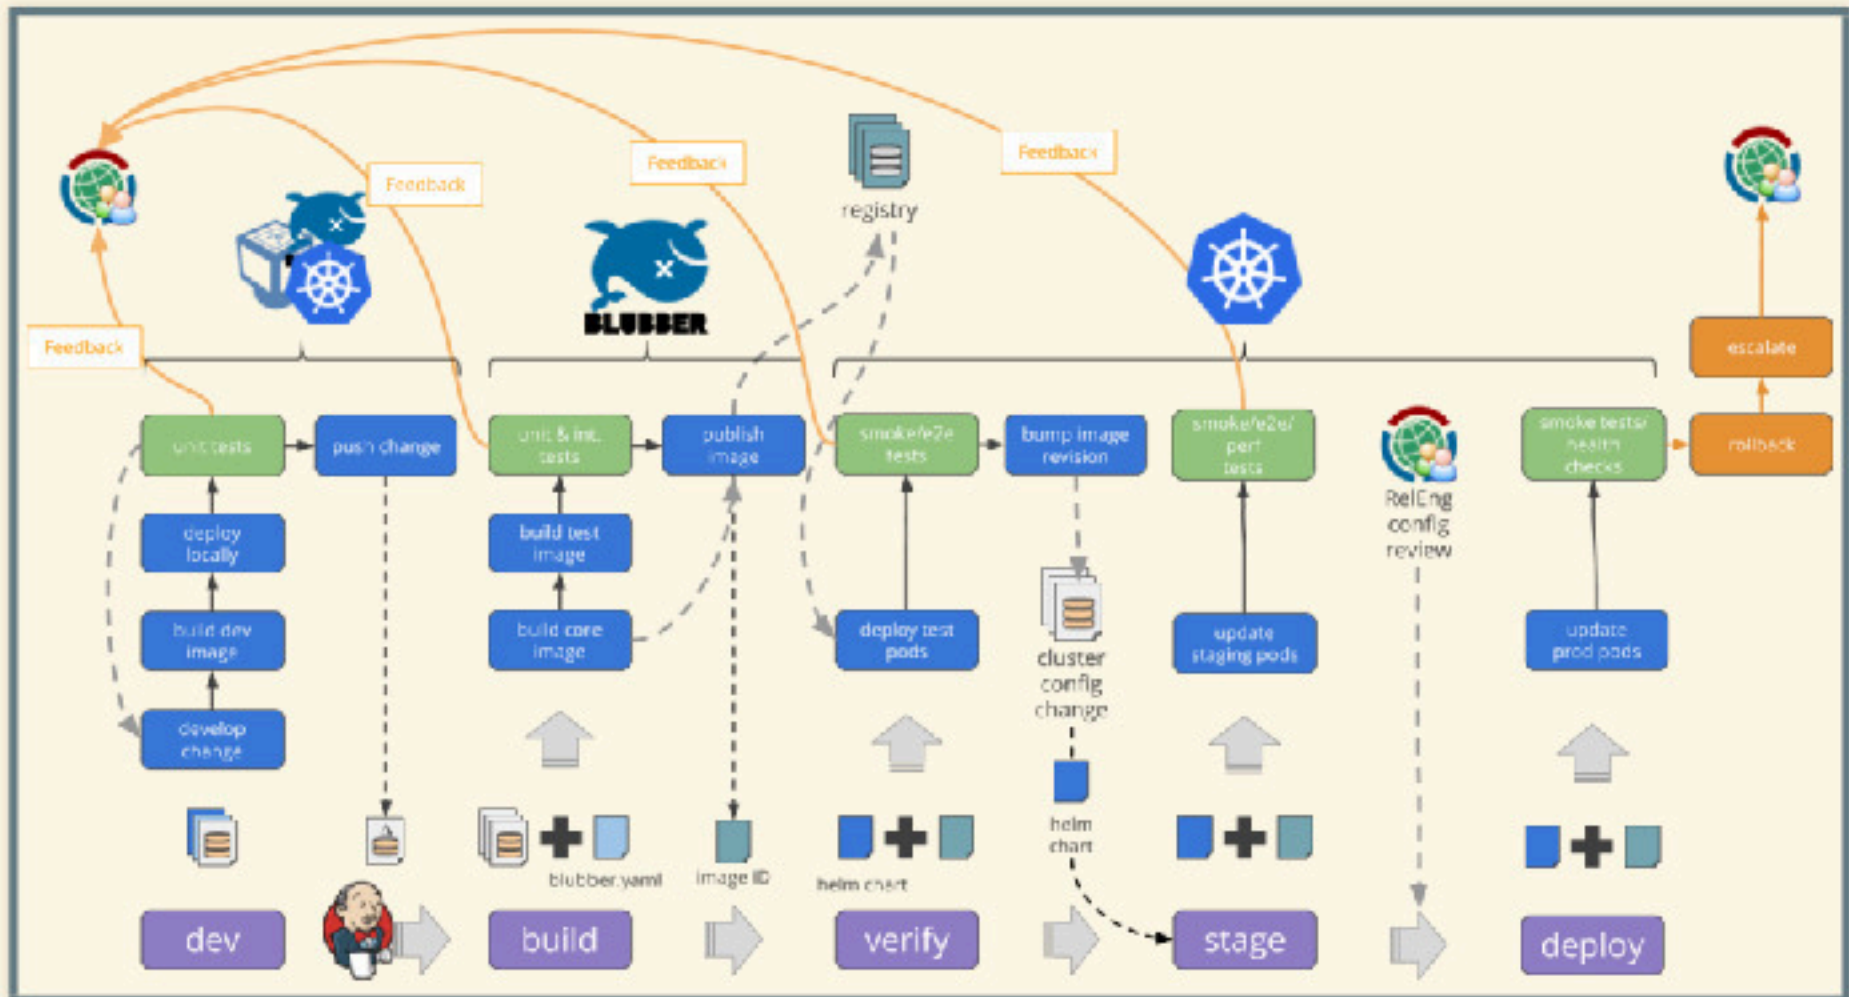 Feedback
Feedback
Feedback
Feedback
registry
BLUBBER
escalate
unit tests
push change
unit & int.
tests
publish
image
smoke/e2e
tests
bump image
revision
smoke/e2e/
perf
tests
smoke tests/
health
checks
rollback
RelEng
config
review
deploy
locally
build test
image
build dev
image
build core
image
deploy test
pods
cluster
config
change
update
staging pods
update
prod pods
develop
change
helm
chart
blubber.yaml
image ID
helm chart
dev
build
verify
stage
deploy